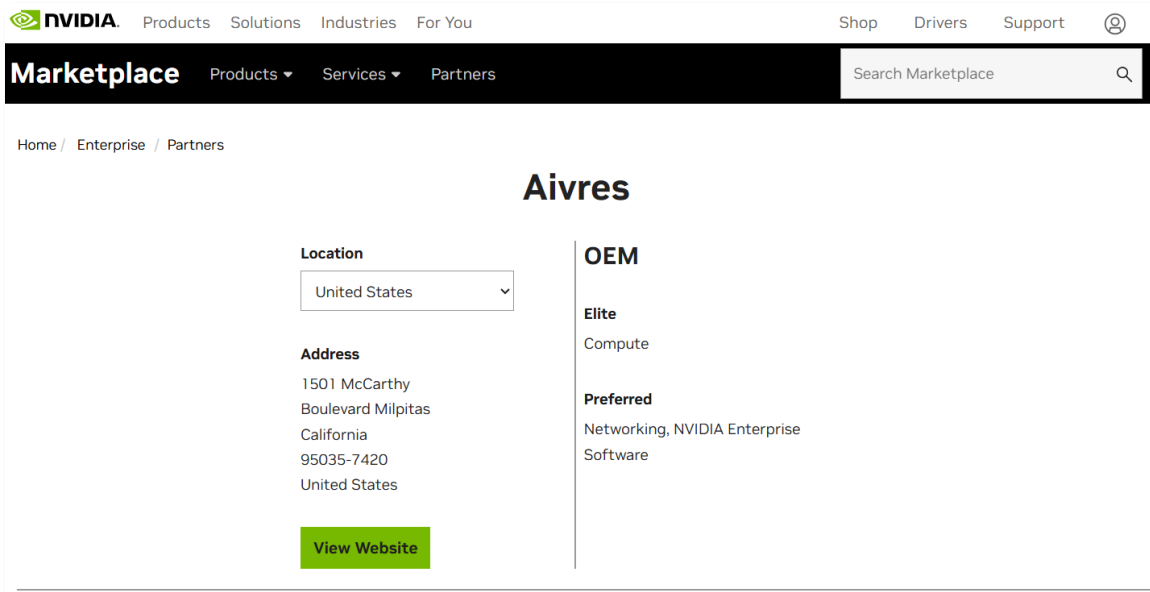 NVIDIA. Products Solutions Industries For You Shop Drivers Support
Marketplace Products Services Partners Search Marketplace
Home / Enterprise / Partners
Aivres
Location
United States
Address
1501 McCarthy
Boulevard Milpitas
California
95035-7420
United States
View Website
OEM
Elite
Compute
Preferred
Networking, NVIDIA Enterprise
Software